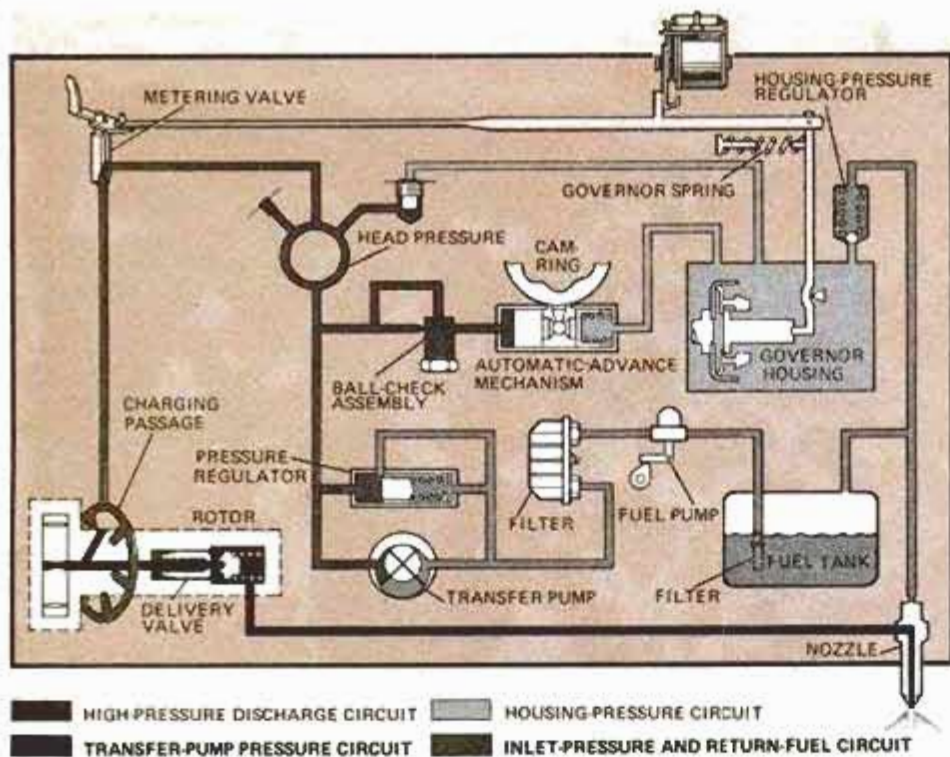 METERING VALVE
HOUSING-PRESSURE
REGULATOR
GOVERNOR SPRING
HEAD PRESSURE
CAM-
RING
AUTOMATIC-ADVANCE
MECHANISM
GOVERNOR
HOUSING
BALL-CHECK
ASSEMBLY
CHARGING
PASSAGE
PRESSURE
REGULATOR
FILTER
FUEL PUMP
ROTOR
FUEL TANK
TRANSFER PUMP
FILTER
DELIVERY
VALVE
NOZZLE
HIGH-PRESSURE DISCHARGE CIRCUIT
HOUSING-PRESSURE CIRCUIT
TRANSFER-PUMP PRESSURE CIRCUIT
INLET-PRESSURE AND RETURN-FUEL CIRCUIT